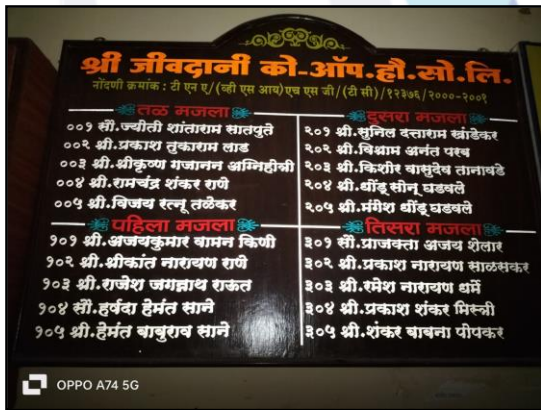 श्री जीवदानी को-ऑप.हौ.सो.लि.
नोंदणी क्रमांक : टी एन ए/(व्ही एस आय)एच एस जी/(टी सी)/१२३७६/२०००-२००१
तळ मजला
००१ सौ.ज्योती शांताराम सातपुते
००२ श्री.प्रकाश तुकाराम लाड
००३ श्री.श्रीकृष्ण गजानन अग्निहोत्री
००४ श्री.रामचंद्र शंकर राणे
००५ श्री.विजय रत्नू तळेकर
पहिला मजला
१०१ श्री.अजयकुमार वामन किणी
१०२ श्री.श्रीकांत नारायण राणे
१०३ श्री.राजेश जगन्नाथ राऊत
१०४ सौ.हर्षदा हेमंत साने
१०५ श्री.हेमंत बाबुराव साने
दुसरा मजला
२०१ श्री.सुनिल दत्ताराम खांडेकर
२०२ श्री.विश्राम अनंत परब
२०३ श्री.किशोर वासुदेव तानावडे
२०४ श्री.धोंडू सोनू घडवले
२०५ श्री.मंगेश धोंडू घडवले
तिसरा मजला
३०१ सौ.प्राजक्ता अजय शेलार
३०२ श्री.प्रकाश नारायण साळसकर
३०३ श्री.रमेश नारायण धर्मे
३०४ श्री.प्रकाश शंकर मिस्त्री
३०५ श्री.शंकर बाबना पीपकर
OPPO A74 5G